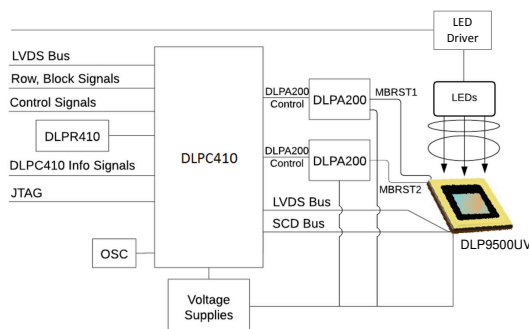 LED
Driver
LVDS Bus
Row, Block Signals
Control Signals
DLPR410
DLPC410 Info Signals
JTAG
OSC
DLPC410
Voltage
Supplies
DLPA200
Control
DLPA200
MBRST1
DLPA200
Control
DLPA200
MBRST2
LVDS Bus
SCD Bus
LEDs
DLP9500UV